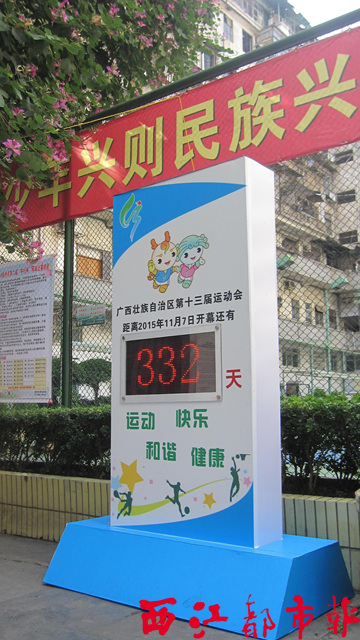 少年兴则民族兴
广西壮族自治区第十三届运动会
距离2015年11月7日开幕还有
332 天
运动 快乐
和谐 健康
西江都市报